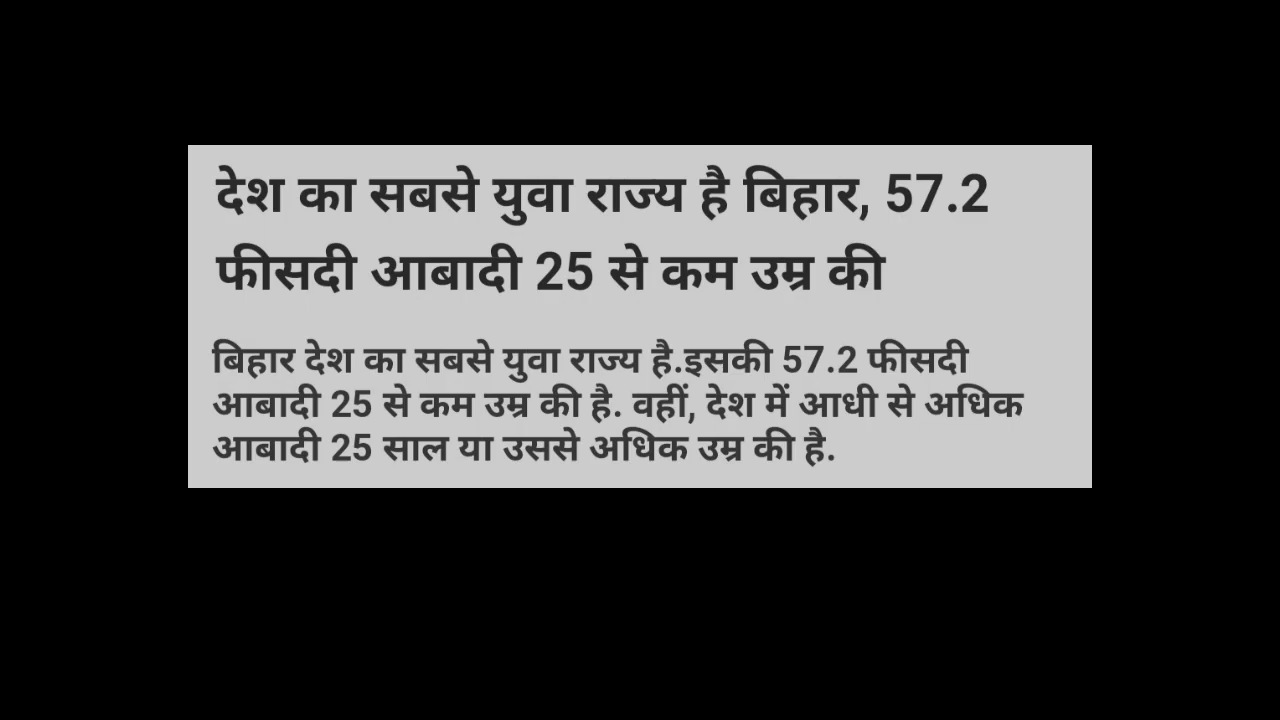 देश का सबसे युवा राज्य है बिहार, 57.2
फीसदी आबादी 25 से कम उम्र की
बिहार देश का सबसे युवा राज्य है.इसकी 57.2 फीसदी
आबादी 25 से कम उम्र की है. वहीं, देश में आधी से अधिक
आबादी 25 साल या उससे अधिक उम्र की है.